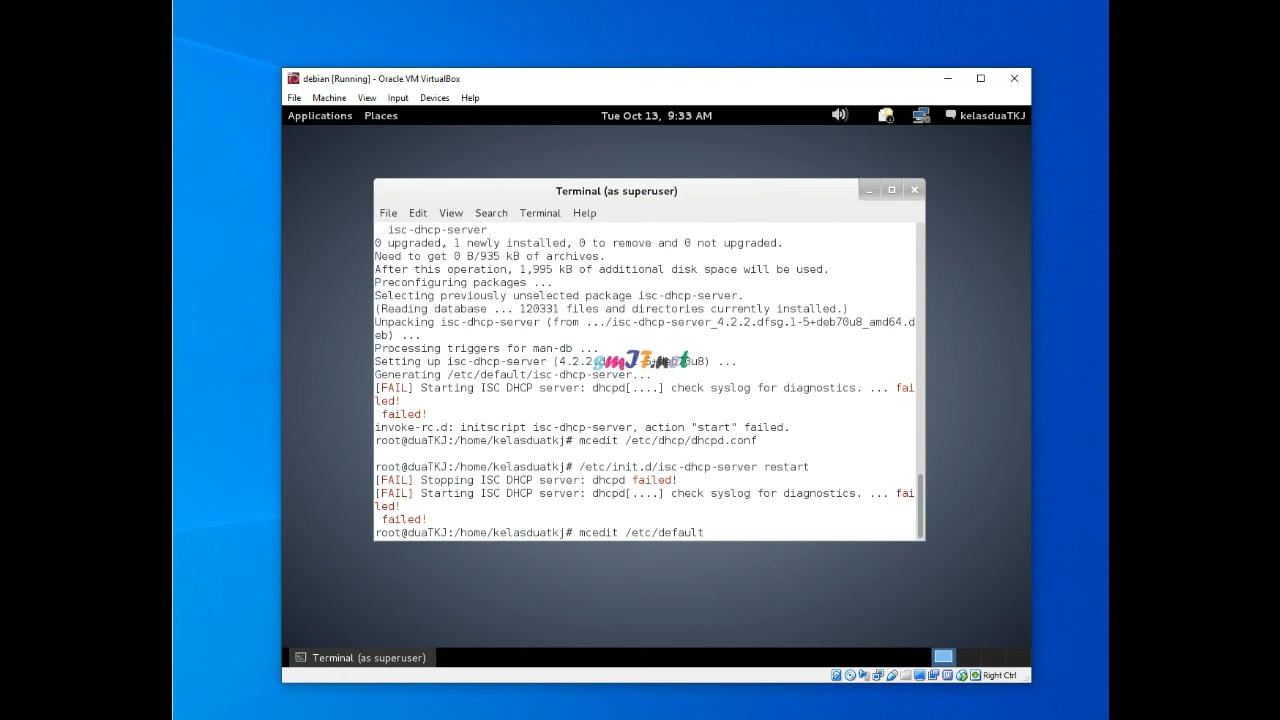 debian [Running] - Oracle VM VirtualBox
File Machine View Input Devices Help
Applications Places Tue Oct 13, 9:33 AM kelasduaTKJ
Terminal (as superuser)
File Edit View Search Terminal Help
isc-dhcp-server
0 upgraded, 1 newly installed, 0 to remove and 0 not upgraded.
Need to get 0 B/935 kB of archives.
After this operation, 1,995 kB of additional disk space will be used.
Preconfiguring packages ...
Selecting previously unselected package isc-dhcp-server.
(Reading database ... 120331 files and directories currently installed.)
Unpacking isc-dhcp-server (from .../isc-dhcp-server_4.2.2.dfsg.1-5+deb70u8_amd64.d
eb) ...
Processing triggers for man-db ...
Setting up isc-dhcp-server (4.2.2 70u8) ...
Generating /etc/default/isc-dhcp-server...
[FAIL] Starting ISC DHCP server: dhcpd[....] check syslog for diagnostics. ... fai
led!
failed!
invoke-rc.d: initscript isc-dhcp-server, action "start" failed.
root@duaTKJ:/home/kelasduatkj# mcedit /etc/dhcp/dhcpd.conf
root@duaTKJ:/home/kelasduatkj# /etc/init.d/isc-dhcp-server restart
[FAIL] Stopping ISC DHCP server: dhcpd failed!
[FAIL] Starting ISC DHCP server: dhcpd[....] check syslog for diagnostics. ... fai
led!
failed!
root@duaTKJ:/home/kelasduatkj# mcedit /etc/default
Terminal (as superuser)
Right Ctrl